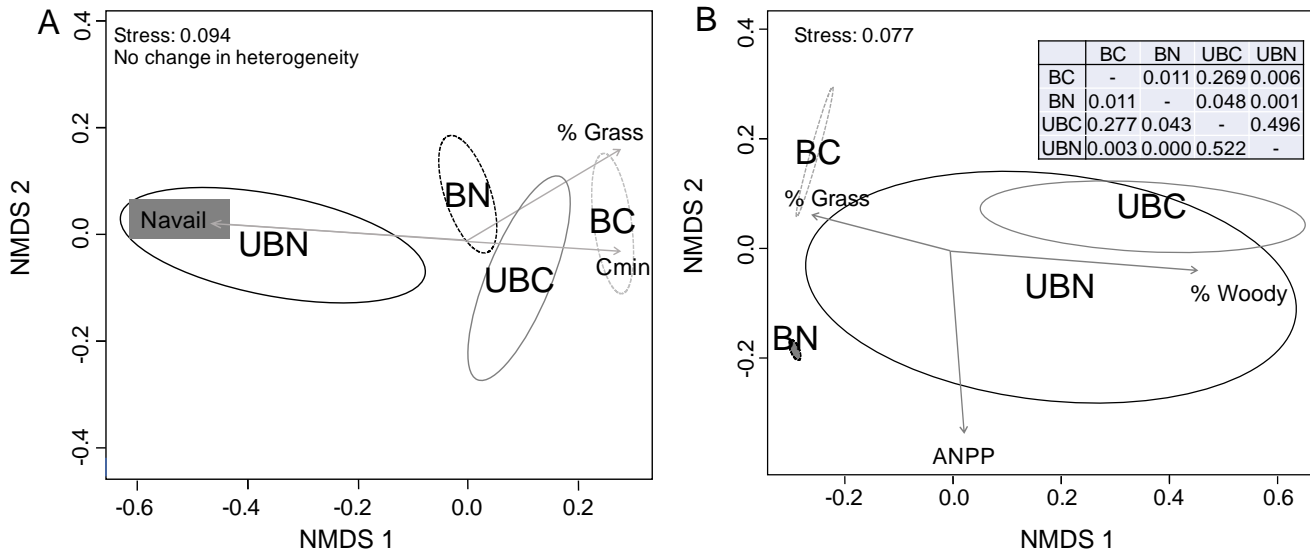 A
Stress: 0.094
No change in heterogeneity
% Grass
BN
BC
Navail
UBN
UBC
Cmin
0.4
0.2
0.0
-0.2
-0.4
NMDS 2
-0.6 -0.4 -0.2 0.0 0.2
NMDS 1
B
Stress: 0.077
BC BN UBC UBN
BC - 0.011 0.269 0.006
BN 0.011 - 0.048 0.001
UBC 0.277 0.043 - 0.496
UBN 0.003 0.000 0.522 -
BC
% Grass
UBC
UBN
% Woody
BN
ANPP
0.4
0.2
0.0
-0.2
NMDS 2
-0.2 0.0 0.2 0.4 0.6
NMDS 1